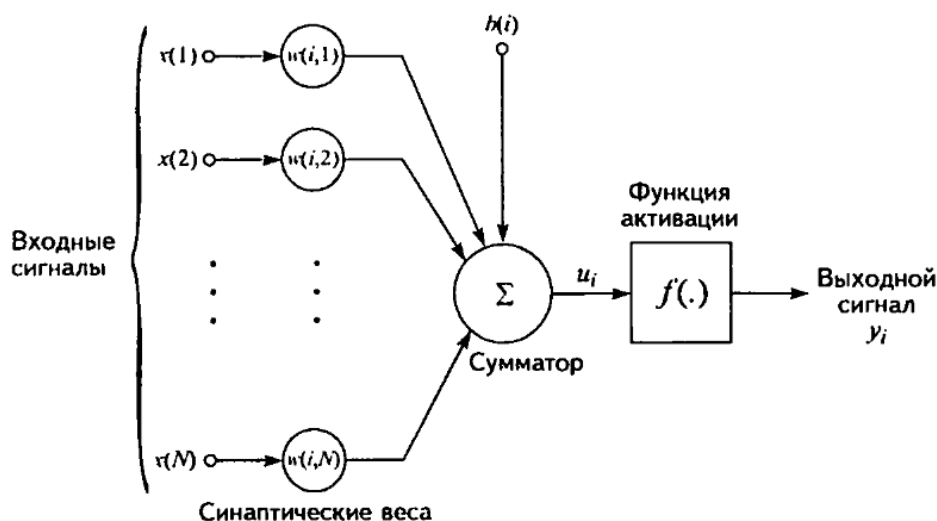 b(i)
x(1)
w(i,1)
x(2)
w(i,2)
Функция
активации
Входные
сигналы
Σ
u_i
f(.)
Выходной
сигнал
y_i
Сумматор
x(N)
w(i,N)
Синаптические веса